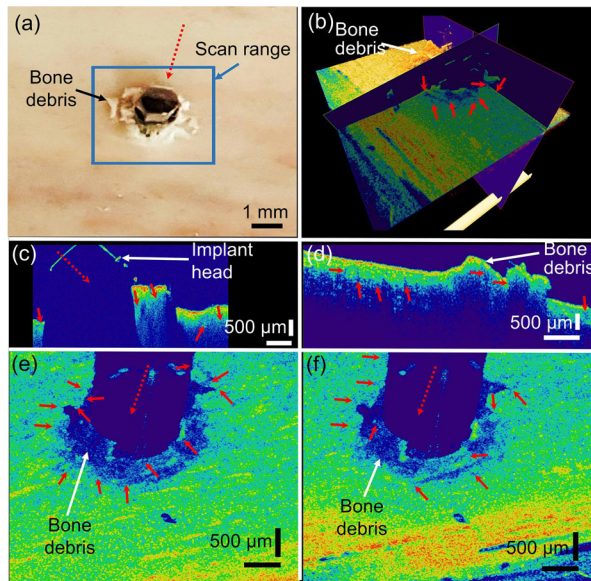 (a)
Scan range
Bone
debris
1 mm
(b)
Bone
debris
(c)
Implant
head
500 μm
(d)
Bone
debris
500 μm
(e)
Bone
debris
500 μm
(f)
Bone
debris
500 μm